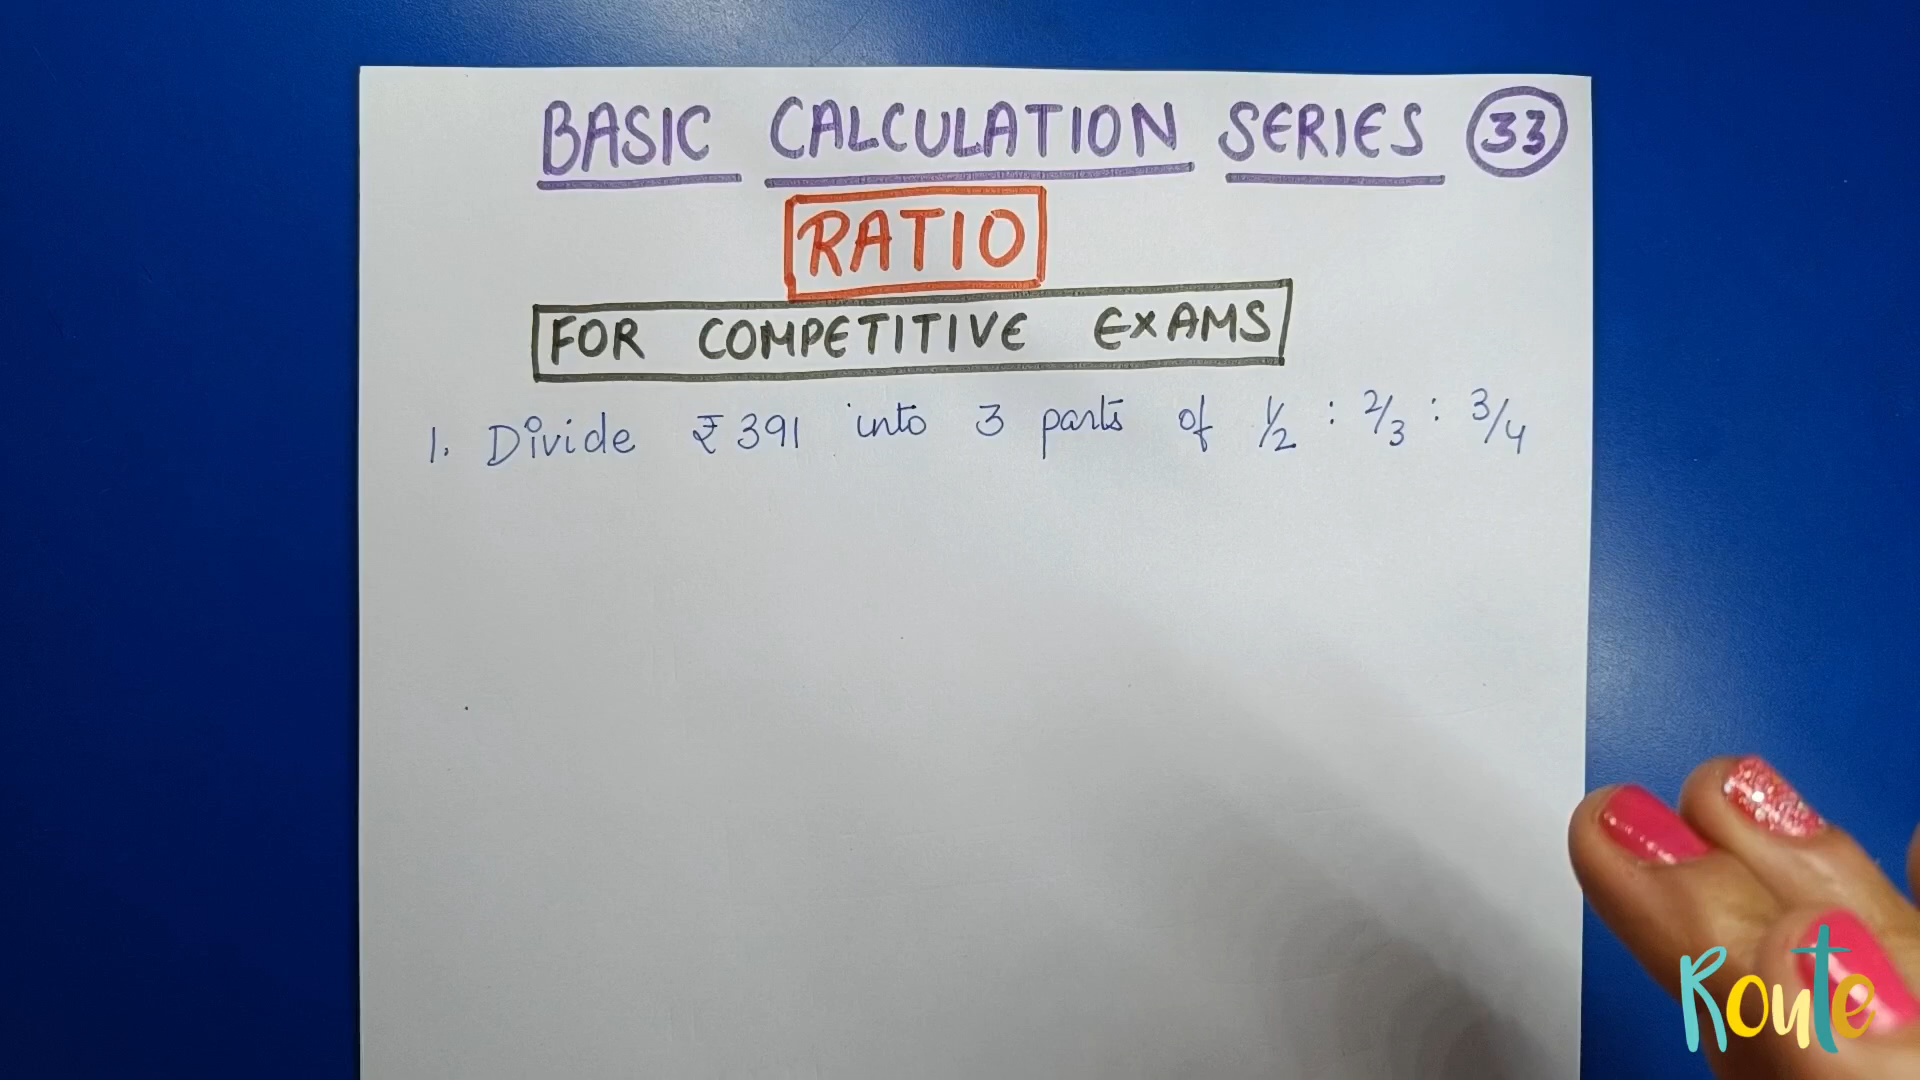 BASIC CALCULATION SERIES 33
RATIO
FOR COMPETITIVE EXAMS
1. Divide ₹391 into 3 parts of 1/2 : 2/3 : 3/4
Route